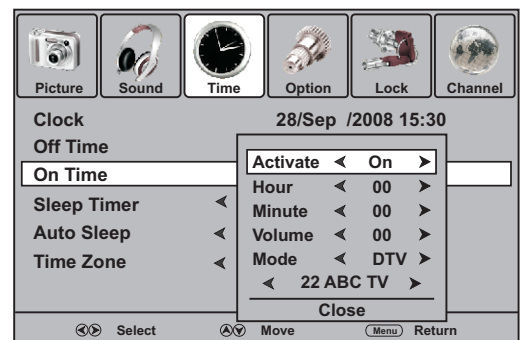 Picture Sound Time Option Lock Channel
Clock 28/Sep /2008 15:30
Off Time
On Time
Sleep Timer
Auto Sleep
Time Zone
Activate On
Hour 00
Minute 00
Volume 00
Mode DTV
22 ABC TV
Close
Select Move Menu Return